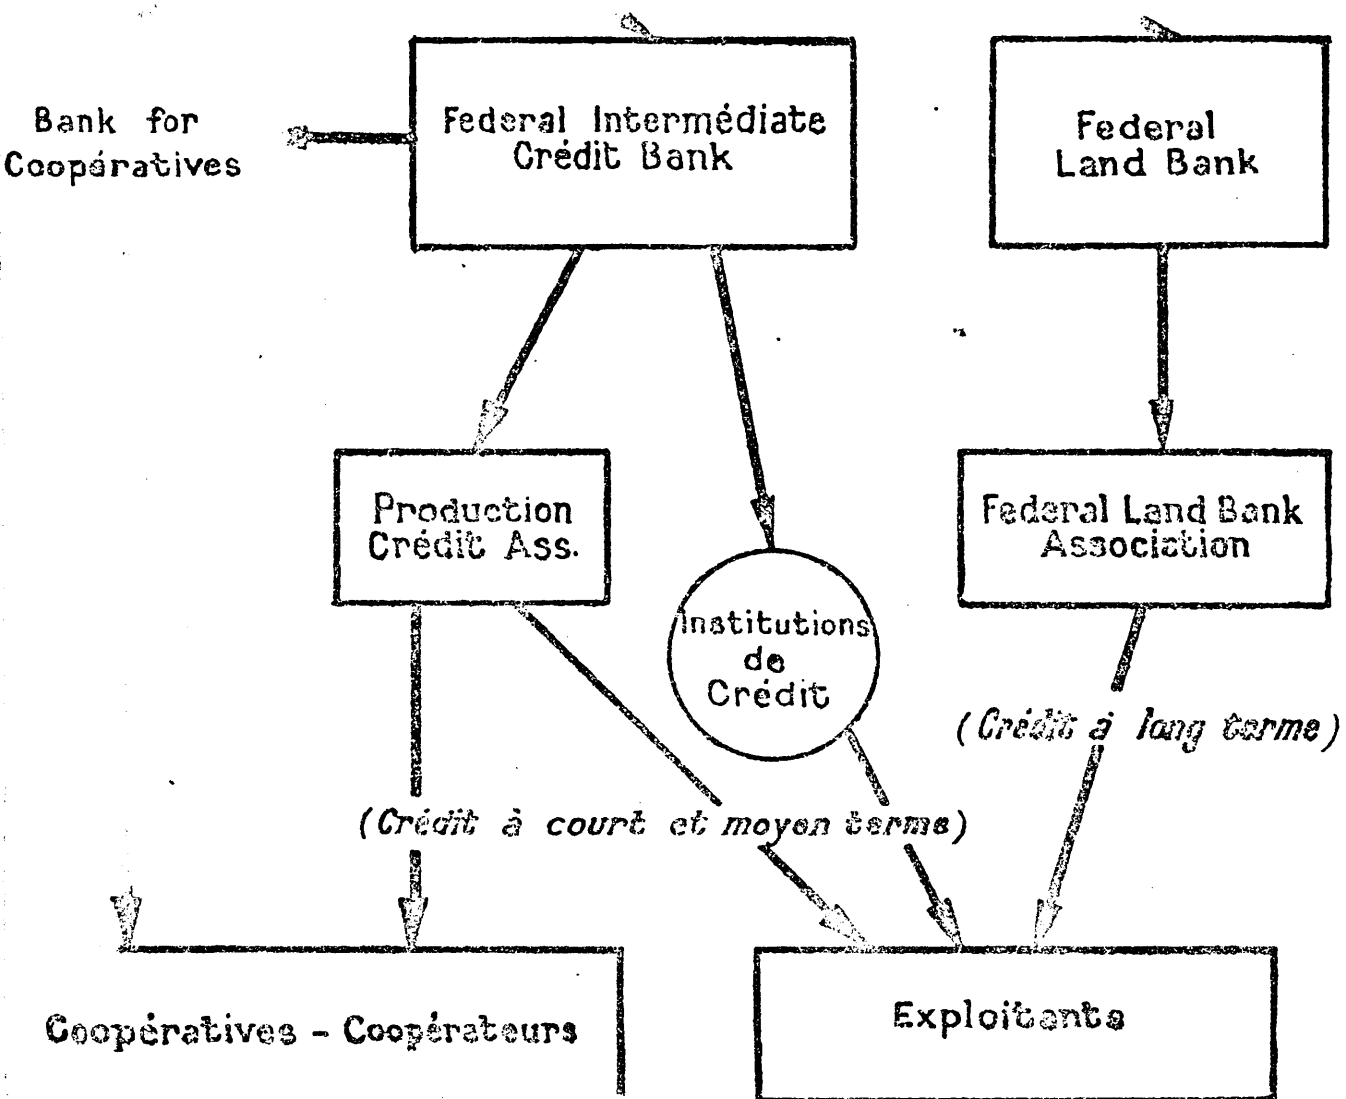 Bank for
Coopératives
Federal Intermédiate
Crédit Bank
Federal
Land Bank
Production
Crédit Ass.
Institutions
de
Crédit
Federal Land Bank
Association
(Crédit à long terme)
(Crédit à court et moyen terme)
Coopératives - Coopérateurs
Exploitants